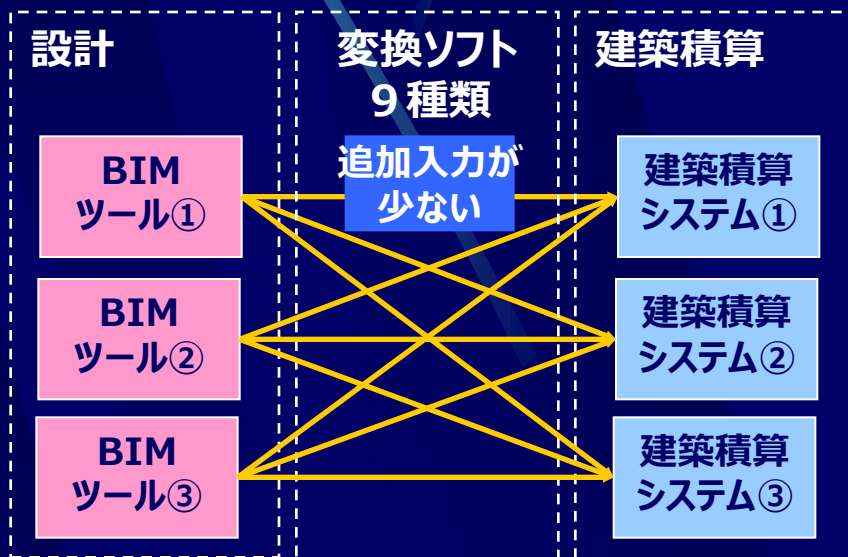 設計
変換ソフト
９種類
建築積算
BIM
ツール①
追加入力が
少ない
建築積算
システム①
BIM
ツール②
建築積算
システム②
BIM
ツール③
建築積算
システム③